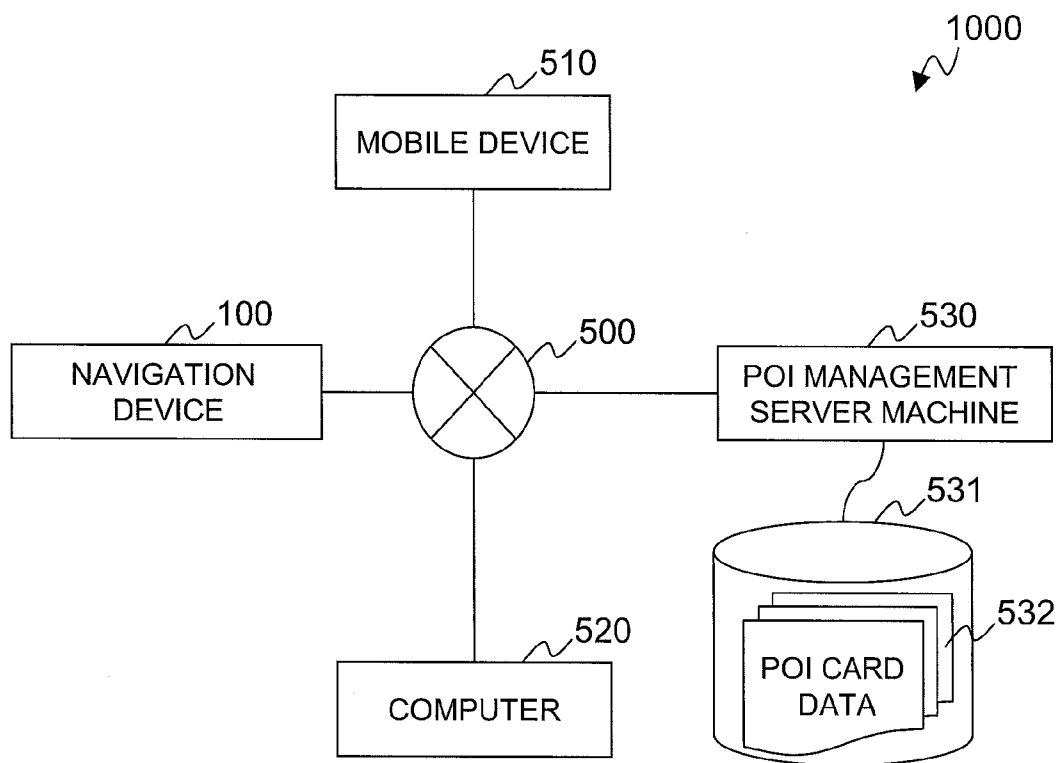 1000
510
MOBILE DEVICE
100
NAVIGATION
DEVICE
500
530
POI MANAGEMENT
SERVER MACHINE
531
532
POI CARD
DATA
520
COMPUTER